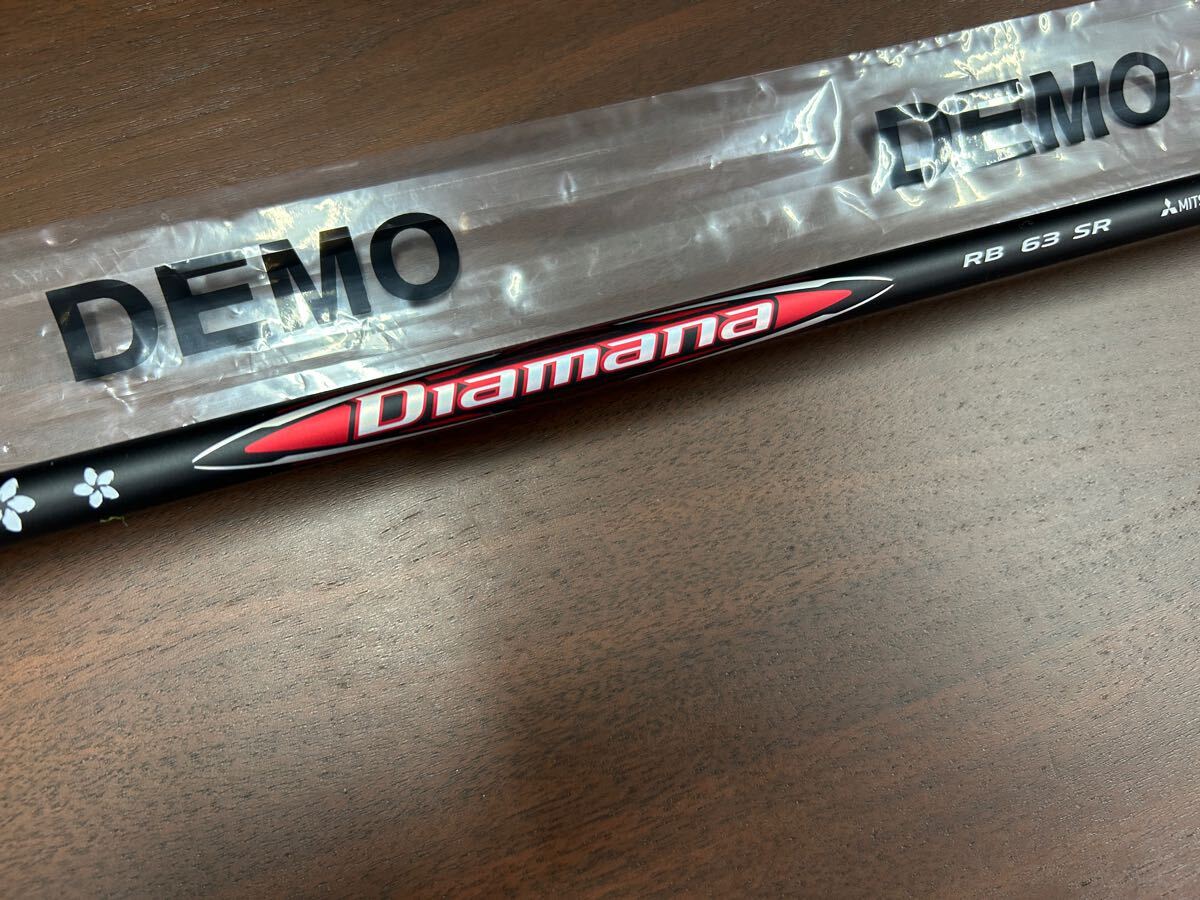 DEMO
DEMO
Diamana
RB 63 SR